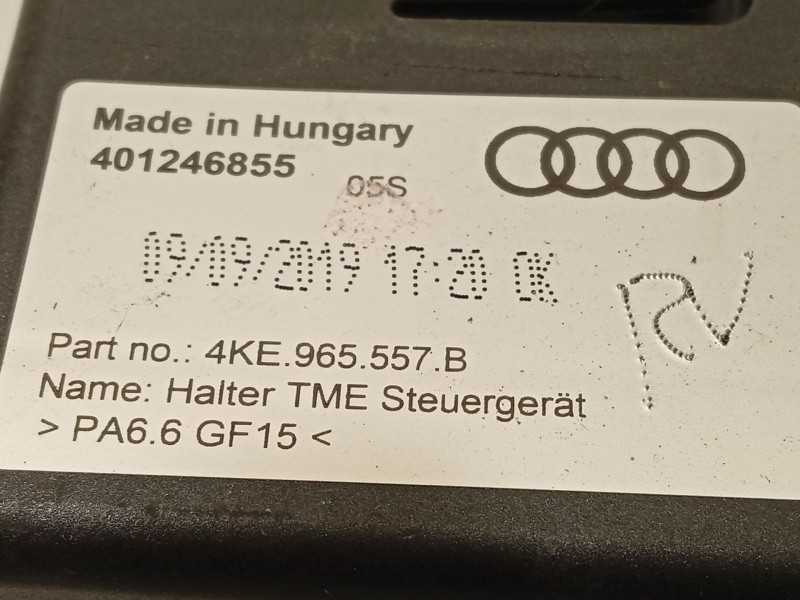 Made in Hungary
401246855
05S
09/09/2019 17:20 OK
Part no.: 4KE.965.557.B
Name: Halter TME Steuergerät
> PA6.6 GF15 <